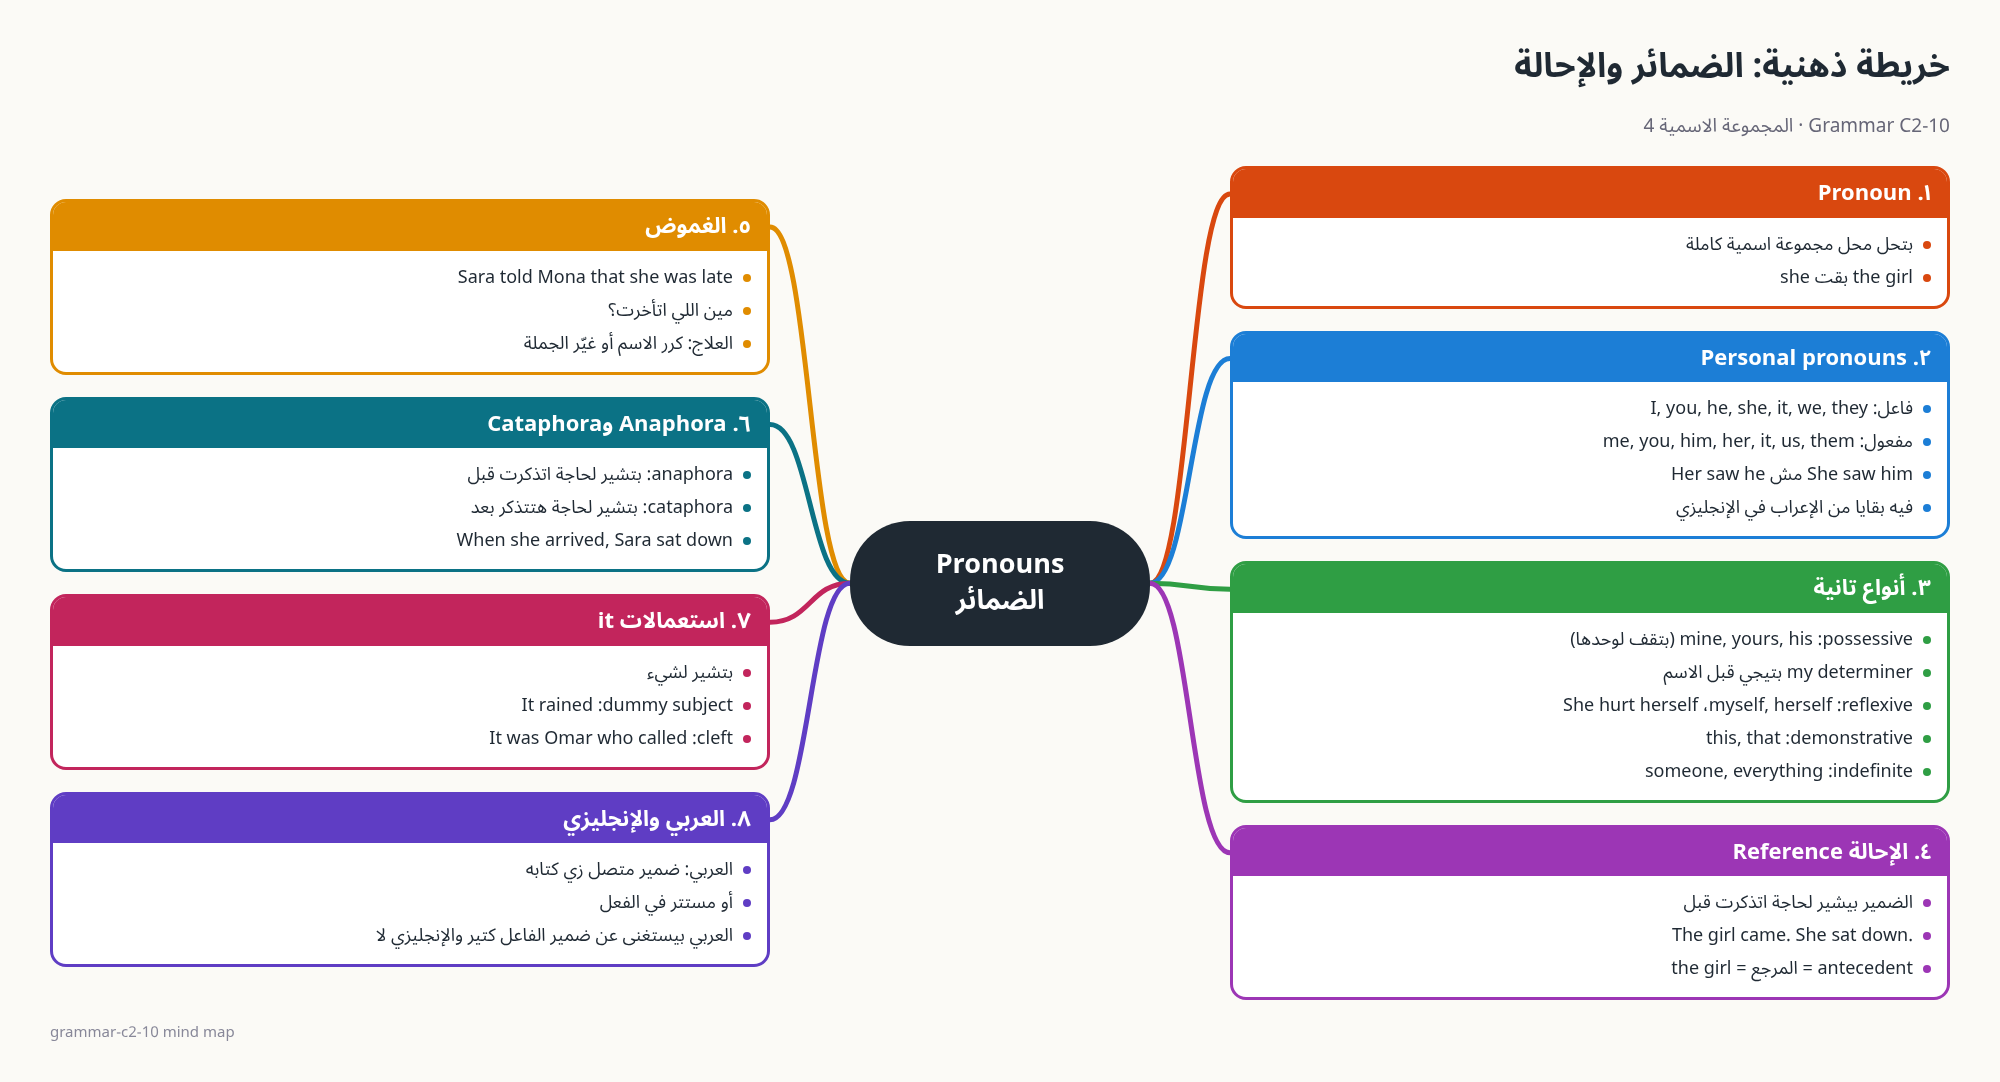 خريطة ذهنية: الضمائر والإحالة
Grammar C2-10 · المجموعة الاسمية 4
١. Pronoun
بتحل محل مجموعة اسمية كاملة
the girl بقت she
٢. Personal pronouns
فاعل: I, you, he, she, it, we, they
مفعول: me, you, him, her, it, us, them
She saw him مش Her saw he
فيه بقايا من الإعراب في الإنجليزي
٣. أنواع تانية
possessive: mine, yours, his (بتقف لوحدها)
my determiner بتيجي قبل الاسم
reflexive: myself, herself، She hurt herself
demonstrative: this, that
indefinite: someone, everything
٤. الإحالة Reference
الضمير بيشير لحاجة اتذكرت قبل
The girl came. She sat down.
antecedent = المرجع = the girl
Pronouns
الضمائر
٥. الغموض
Sara told Mona that she was late
مين اللي اتأخرت؟
العلاج: كرر الاسم أو غيّر الجملة
٦. Anaphora وCataphora
anaphora: بتشير لحاجة اتذكرت قبل
cataphora: بتشير لحاجة هتتذكر بعد
When she arrived, Sara sat down
٧. استعمالات it
بتشير لشيء
dummy subject: It rained
cleft: It was Omar who called
٨. العربي والإنجليزي
العربي: ضمير متصل زي كتابه
أو مستتر في الفعل
العربي بيستغنى عن ضمير الفاعل كتير والإنجليزي لا
grammar-c2-10 mind map